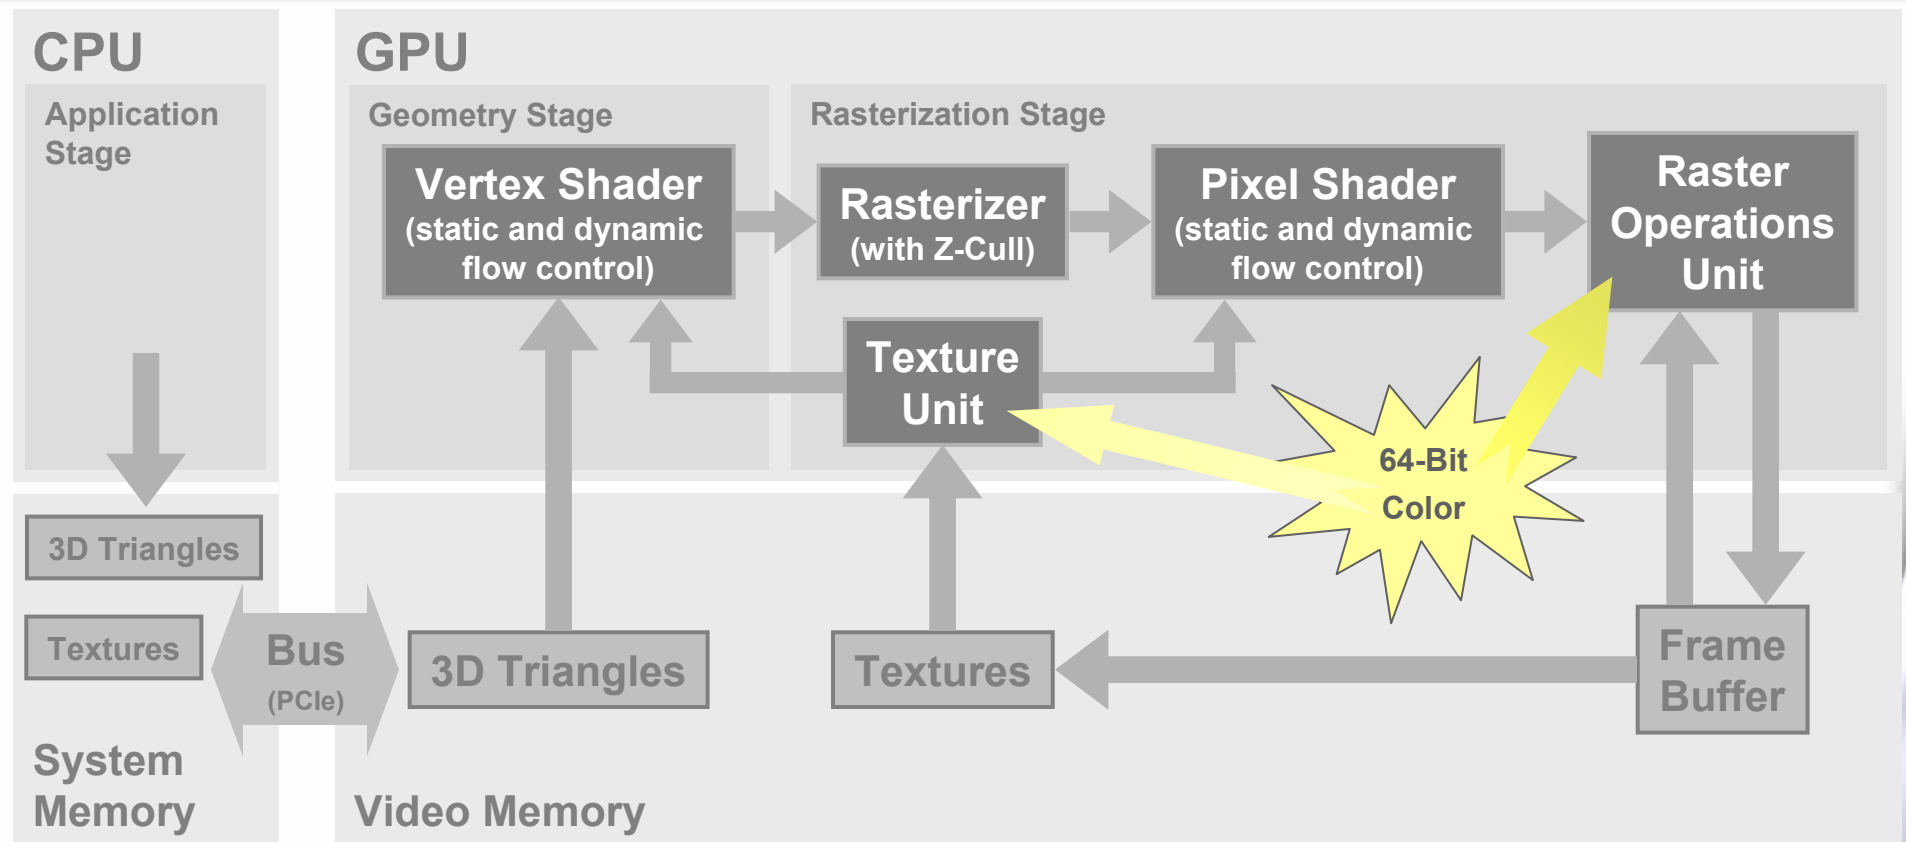 CPU
Application
Stage
3D Triangles
Textures
System
Memory
Bus
(PCIe)
GPU
Geometry Stage
Vertex Shader
(static and dynamic
flow control)
Rasterization Stage
Rasterizer
(with Z-Cull)
Pixel Shader
(static and dynamic
flow control)
Raster
Operations
Unit
Texture
Unit
64-Bit
Color
3D Triangles
Textures
Frame
Buffer
Video Memory